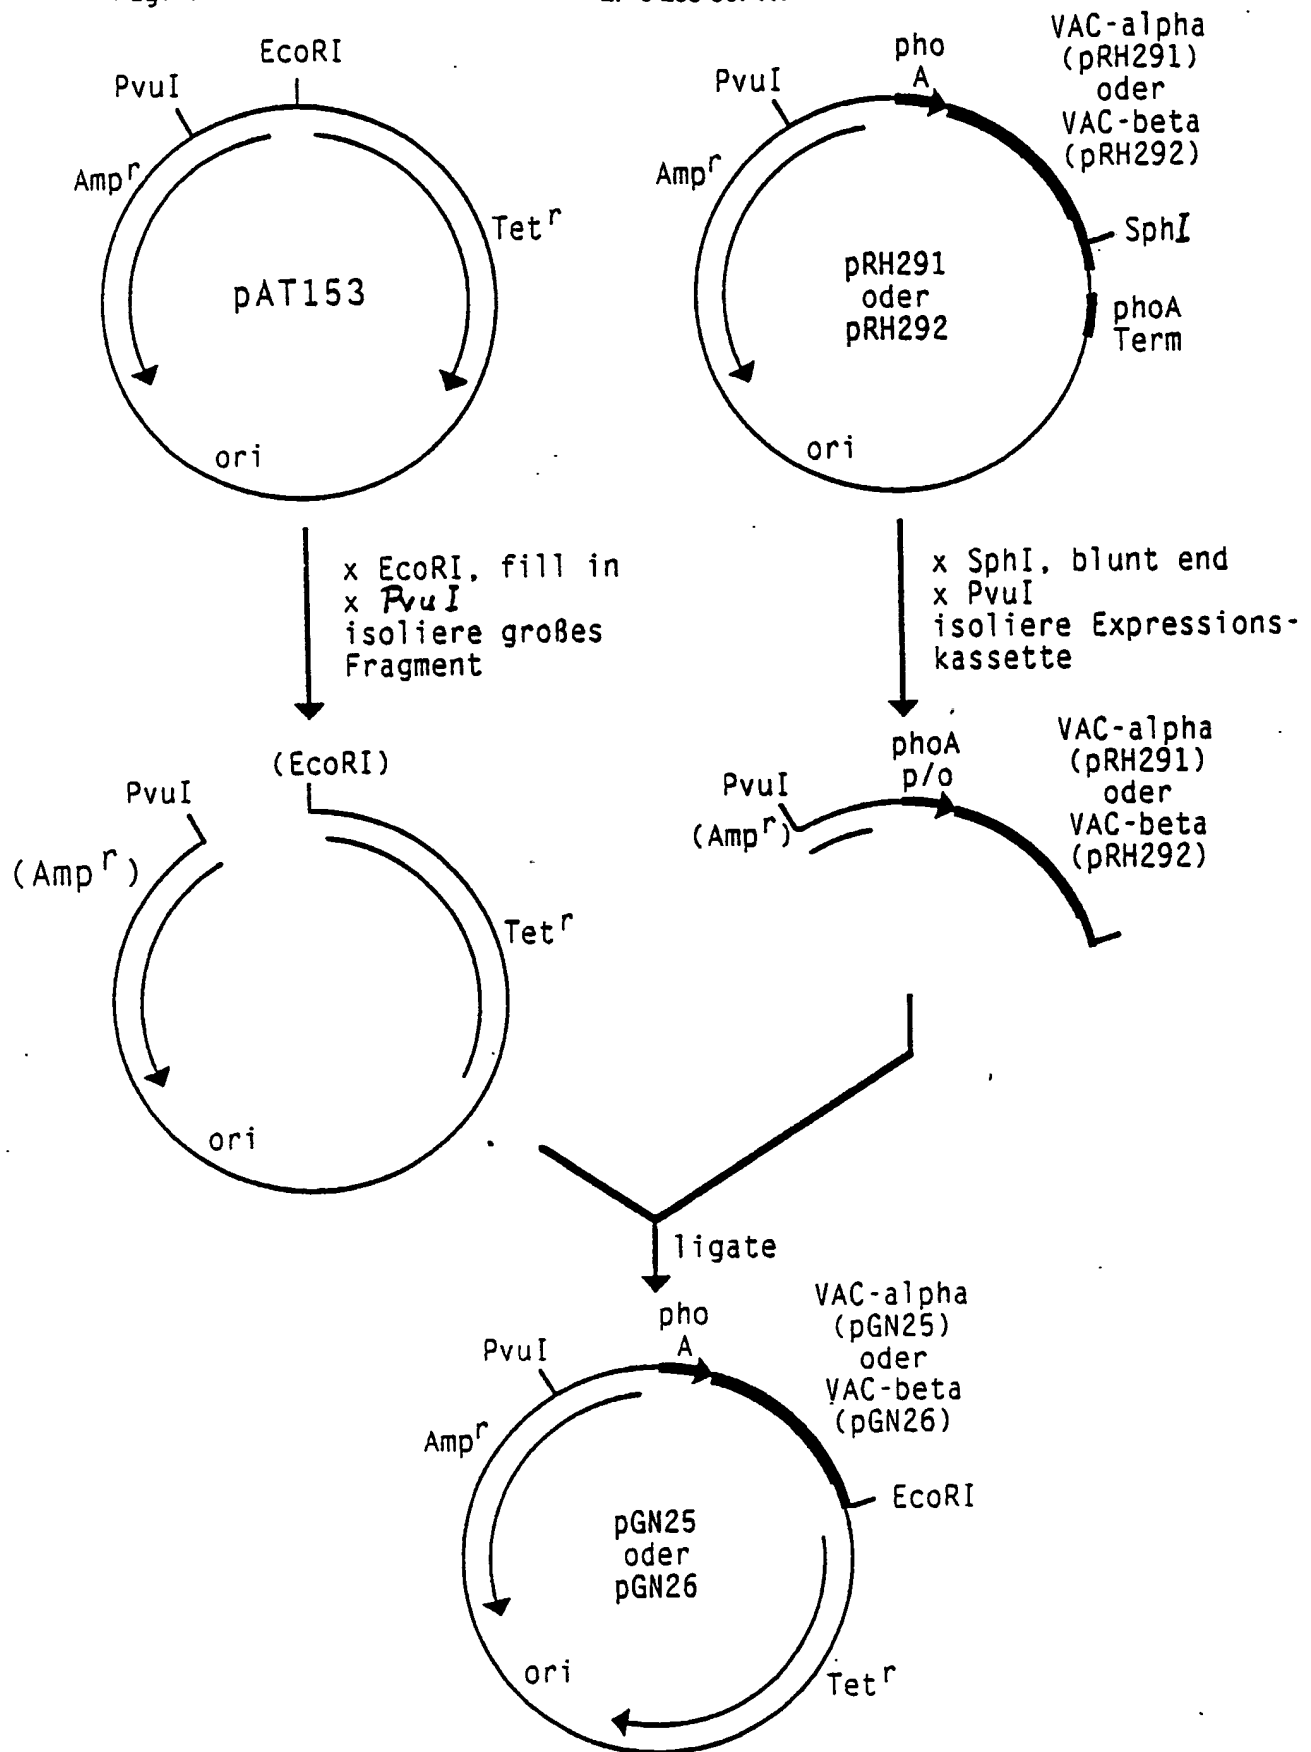 EcoRI
PvuI
Amp^r
Tet^r
pAT153
ori
pho
A
VAC-alpha
(pRH291)
oder
VAC-beta
(pRH292)
PvuI
Amp^r
SphI
pRH291
oder
pRH292
phoA
Term
ori
x EcoRI, fill in
x PvuI
isoliere großes
Fragment
x SphI, blunt end
x PvuI
isoliere Expressions-
kassette
(EcoRI)
PvuI
(Amp^r)
Tet^r
ori
phoA
p/o
VAC-alpha
(pRH291)
oder
VAC-beta
(pRH292)
PvuI
(Amp^r)
ligate
pho
A
VAC-alpha
(pGN25)
oder
VAC-beta
(pGN26)
PvuI
Amp^r
EcoRI
pGN25
oder
pGN26
ori
Tet^r